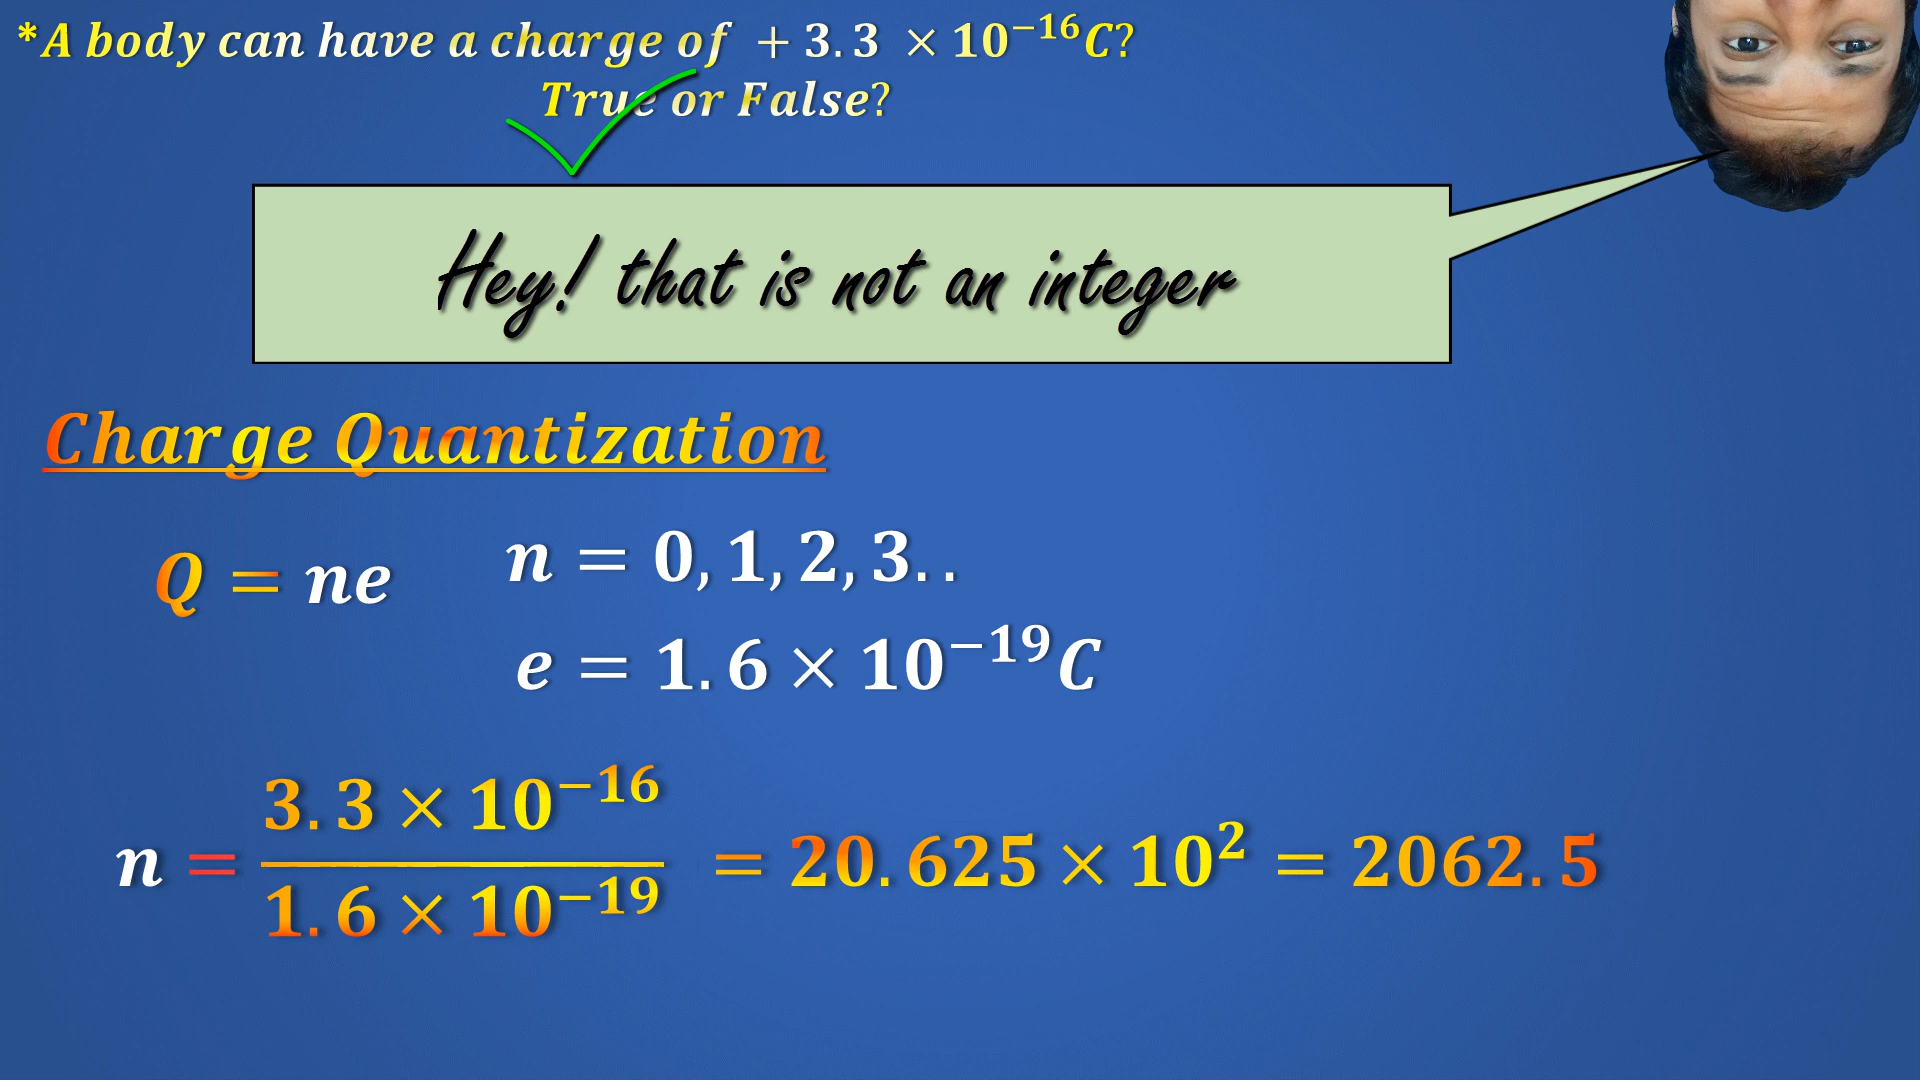 *A body can have a charge of + 3.3 × 10⁻¹⁶C?
True or False?
Hey! that is not an integer
Charge Quantization
Q = ne
n = 0, 1, 2, 3..
e = 1.6 × 10⁻¹⁹C
n = 3.3 × 10⁻¹⁶ / 1.6 × 10⁻¹⁹ = 20.625 × 10² = 2062.5